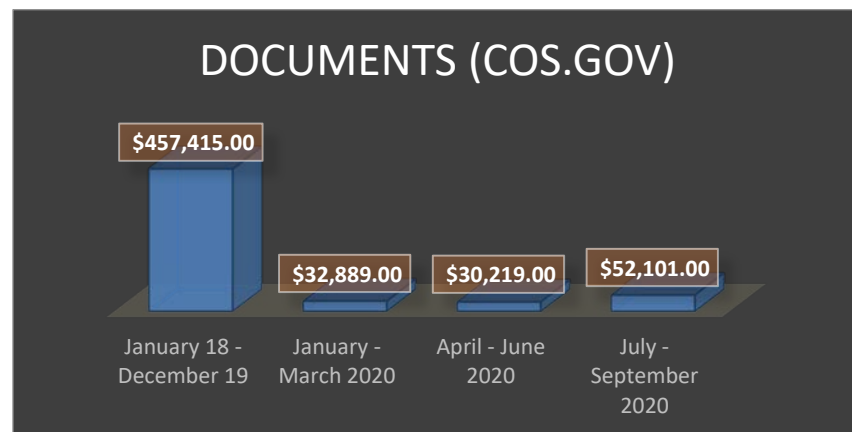 DOCUMENTS (COS.GOV)
$457,415.00
$32,889.00
$30,219.00
$52,101.00
January 18 -
December 19
January -
March 2020
April - June
2020
July -
September
2020